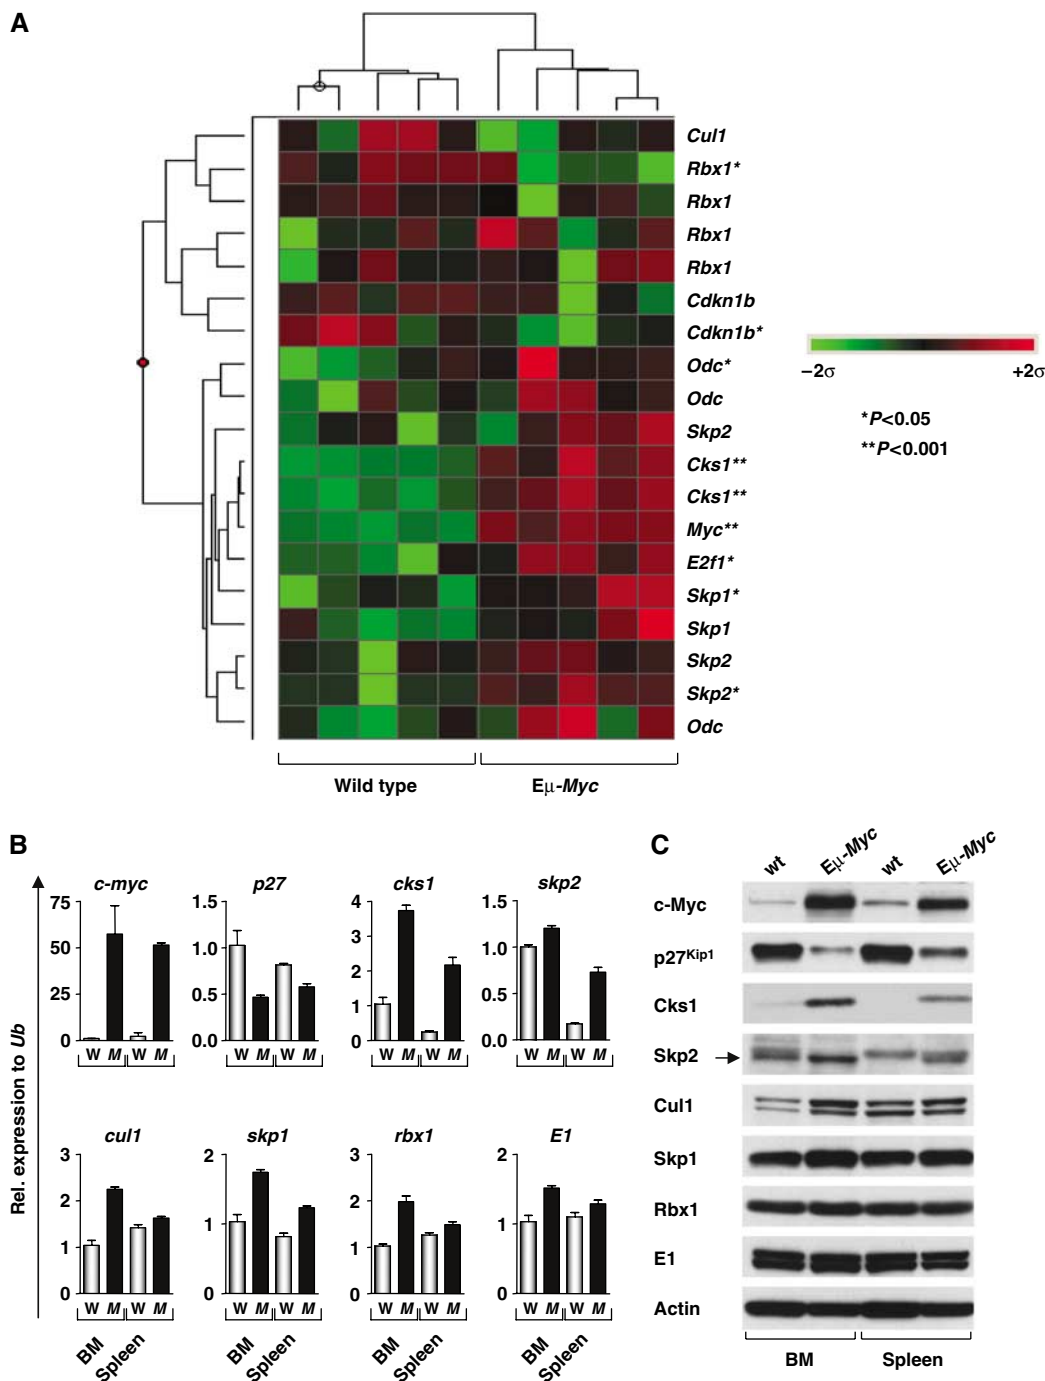 A
Cul1
Rbx1*
Rbx1
Rbx1
Rbx1
Cdkn1b
Cdkn1b*
Odc*
Odc
Skp2
Cks1**
Cks1**
Myc**
E2f1*
Skp1*
Skp1
Skp2
Skp2*
Odc
−2σ +2σ
*P<0.05
**P<0.001
Wild type Eμ-Myc
B
Rel. expression to Ub
c-myc p27 cks1 skp2
75 50 25 0
W M W M
1.5 1.0 0.5 0.0
W M W M
4 3 2 1 0
W M W M
1.5 1.0 0.5 0.0
W M W M
cul1 skp1 rbx1 E1
3 2 1 0
W M W M
2 1 0
W M W M
3 2 1 0
W M W M
2 1 0
W M W M
BM Spleen BM Spleen BM Spleen BM Spleen
C
wt Eμ-Myc wt Eμ-Myc
c-Myc
p27Kip1
Cks1
Skp2
Cul1
Skp1
Rbx1
E1
Actin
BM Spleen